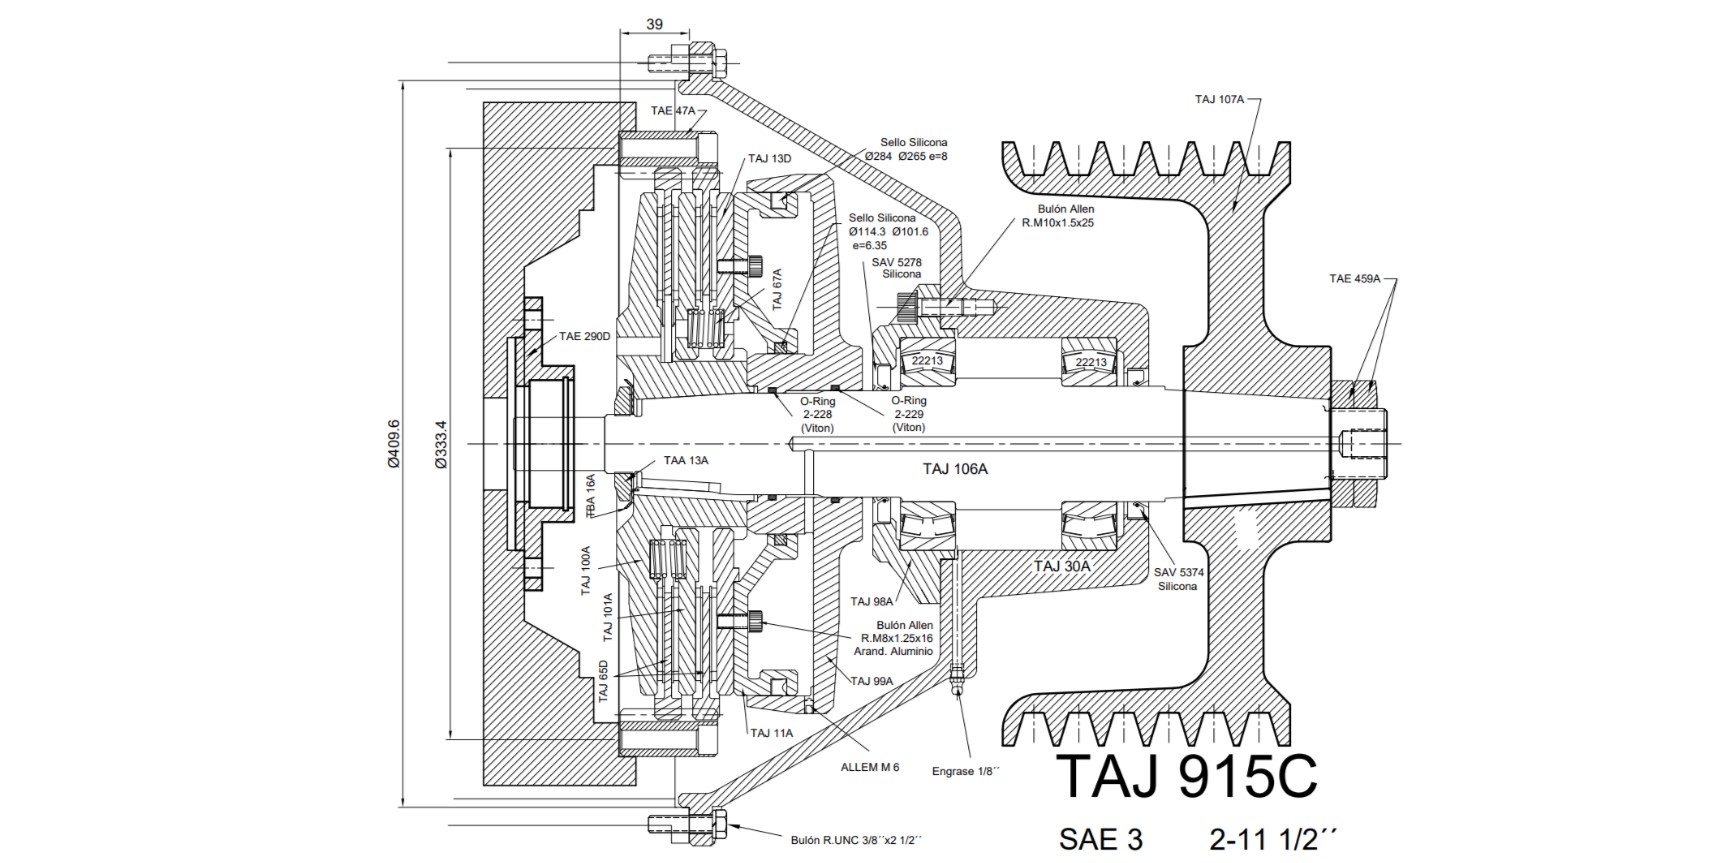 39
TAE 47A
TAJ 107A
Sello Silicona
Ø284 Ø265 e=8
TAJ 13D
Bulón Allen
R.M10x1.5x25
Sello Silicona
Ø114.3 Ø101.6
e=6.35
SAV 5278
Silicona
TAE 459A
TAJ 67A
TAE 290D
22213
22213
O-Ring
2-228
(Viton)
O-Ring
2-229
(Viton)
Ø409.6
Ø333.4
TAA 13A
TAJ 106A
TBA 16A
TAJ 100A
TAJ 30A
SAV 5374
Silicona
TAJ 98A
TAJ 101A
Bulón Allen
R.M8x1.25x16
Arand. Aluminio
TAJ 65D
TAJ 99A
TAJ 11A
ALLEM M 6
Engrase 1/8´´
TAJ 915C
Bulón R.UNC 3/8´´x2 1/2´´
SAE 3 2-11 1/2´´